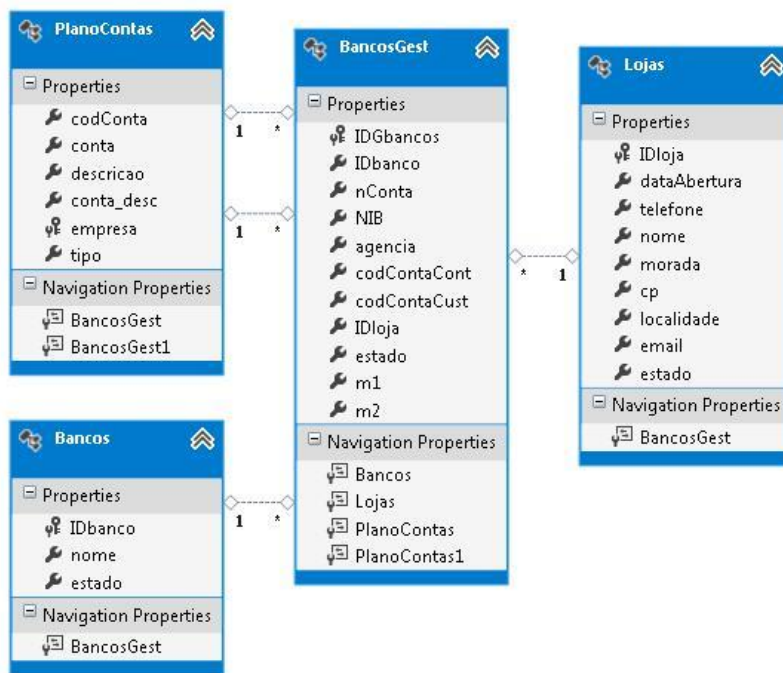 PlanoContas
Properties
codConta
conta
descricao
conta_desc
empresa
tipo
Navigation Properties
BancosGest
BancosGest1
1 *
1 *
BancosGest
Properties
IDGbancos
IDbanco
nConta
NIB
agencia
codContaCont
codContaCust
IDloja
estado
m1
m2
Navigation Properties
Bancos
Lojas
PlanoContas
PlanoContas1
* 1
Lojas
Properties
IDloja
dataAbertura
telefone
nome
morada
cp
localidade
email
estado
Navigation Properties
BancosGest
Bancos
Properties
IDbanco
nome
estado
Navigation Properties
BancosGest
1 *